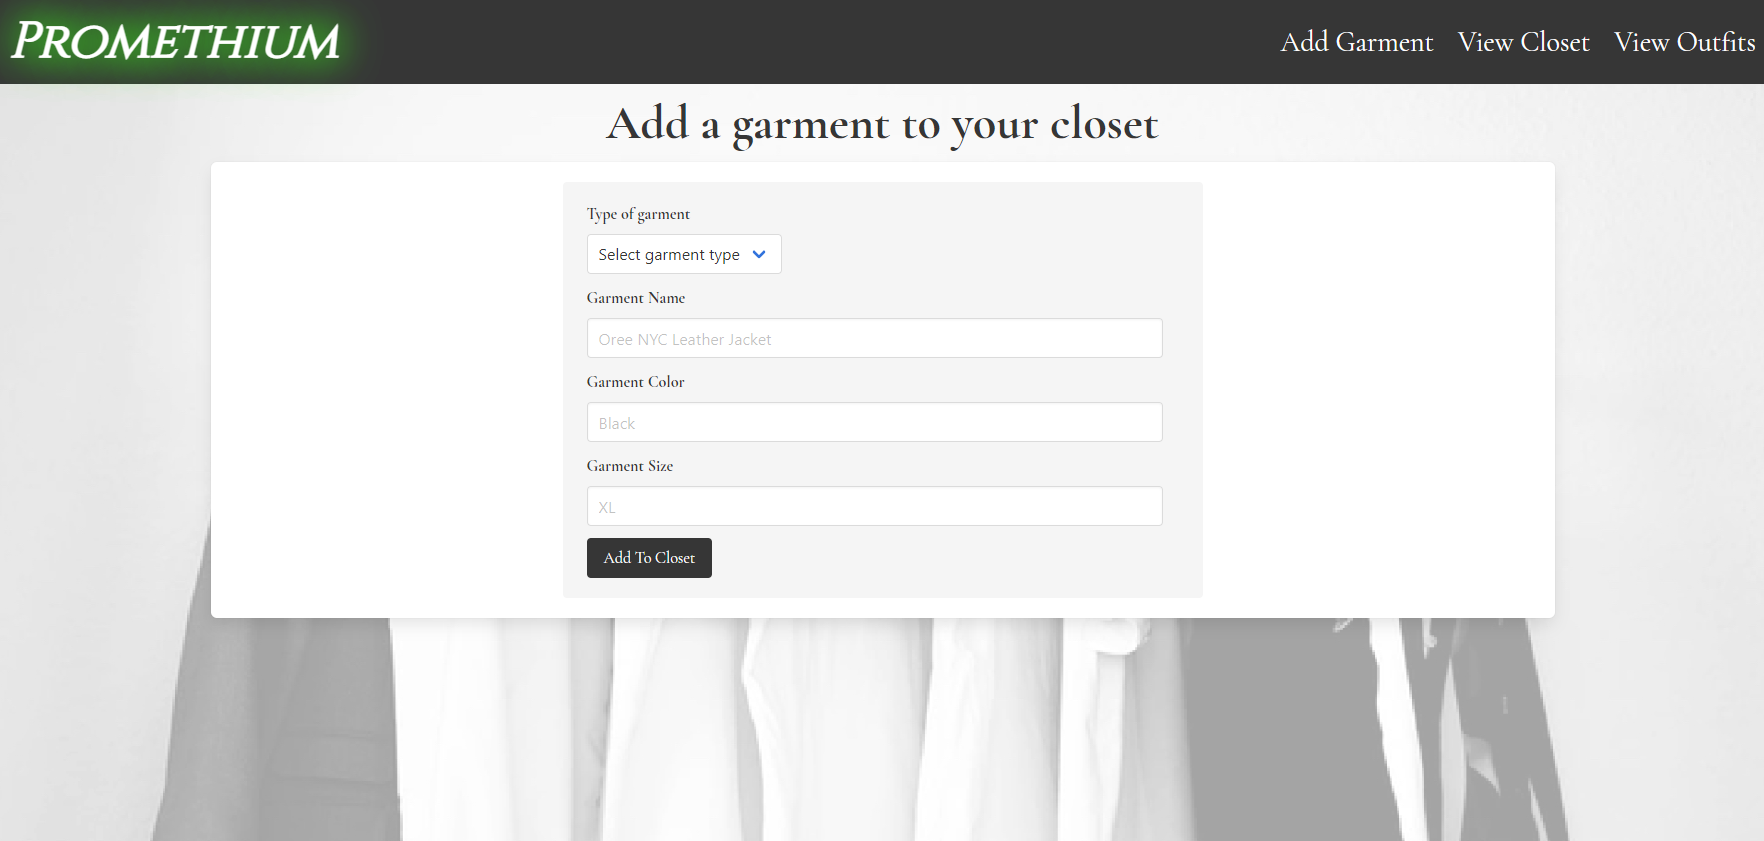 Promethium
Add Garment View Closet View Outfits
Add a garment to your closet
Type of garment
Select garment type
Garment Name
Oree NYC Leather Jacket
Garment Color
Black
Garment Size
XL
Add To Closet